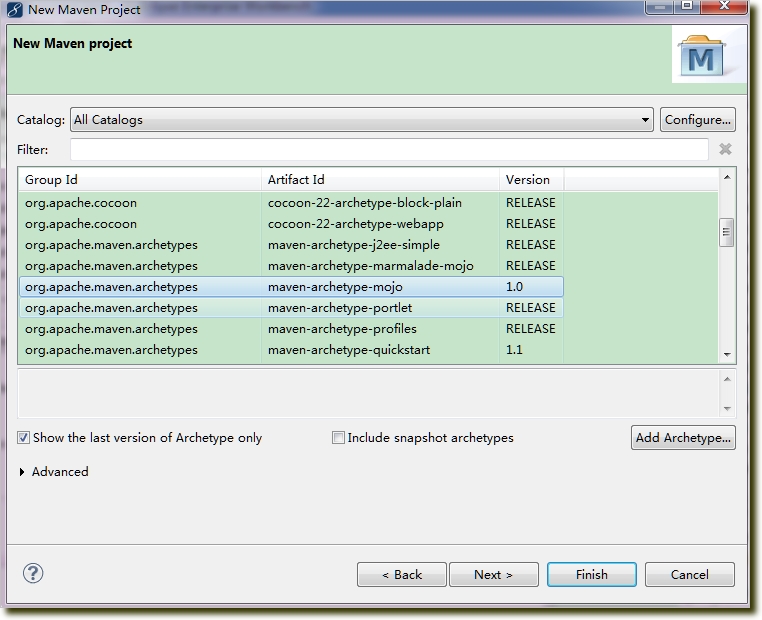 New Maven Project
New Maven project
M
Catalog: All Catalogs Configure...
Filter:
Group Id Artifact Id Version
org.apache.cocoon cocoon-22-archetype-block-plain RELEASE
org.apache.cocoon cocoon-22-archetype-webapp RELEASE
org.apache.maven.archetypes maven-archetype-j2ee-simple RELEASE
org.apache.maven.archetypes maven-archetype-marmalade-mojo RELEASE
org.apache.maven.archetypes maven-archetype-mojo 1.0
org.apache.maven.archetypes maven-archetype-portlet RELEASE
org.apache.maven.archetypes maven-archetype-profiles RELEASE
org.apache.maven.archetypes maven-archetype-quickstart 1.1
Show the last version of Archetype only Include snapshot archetypes Add Archetype...
Advanced
? < Back Next > Finish Cancel